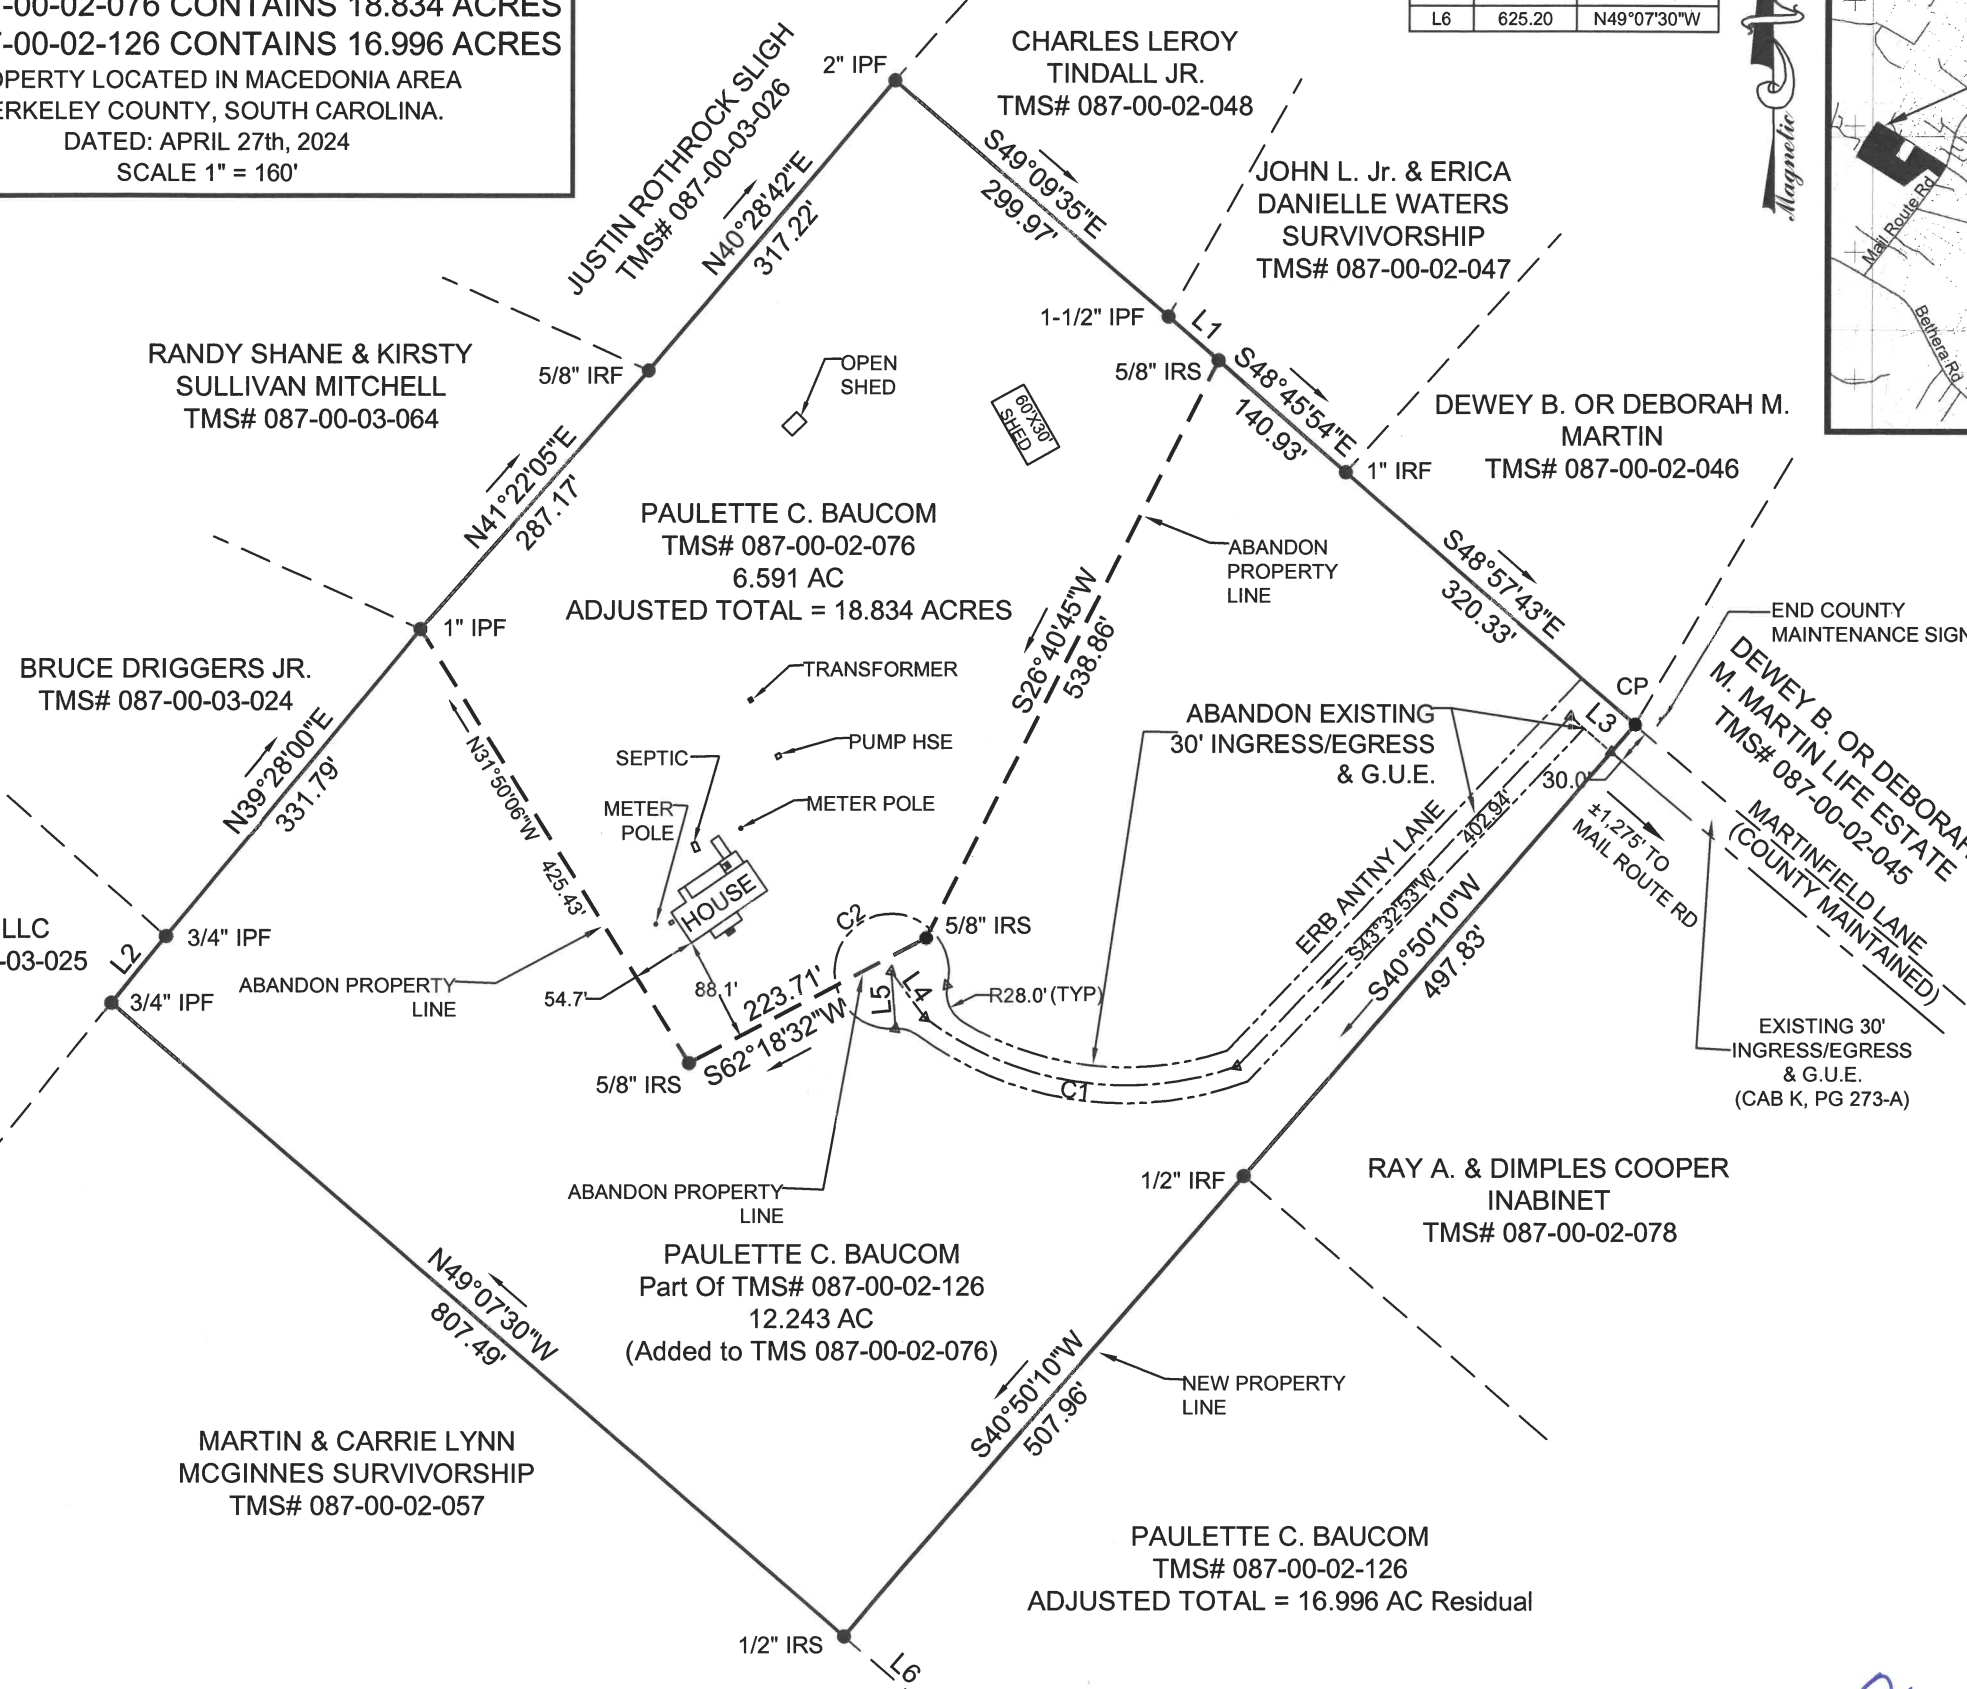 -00-02-076 CONTAINS 18.834 ACRES
-00-02-126 CONTAINS 16.996 ACRES
OPERTY LOCATED IN MACEDONIA AREA
ERKELEY COUNTY, SOUTH CAROLINA.
DATED: APRIL 27th, 2024
SCALE 1" = 160'
L6 625.20 N49°07'30"W
Magnetic
Mail Route Rd
Bethera Rd
2" IPF
CHARLES LEROY
TINDALL JR.
TMS# 087-00-02-048
JUSTIN ROTHROCK SLIGH
TMS# 087-00-03-026
N40°28'42"E
317.22'
S49°09'35"E
299.97'
JOHN L. Jr. & ERICA
DANIELLE WATERS
SURVIVORSHIP
TMS# 087-00-02-047
1-1/2" IPF
L1
5/8" IRS
S48°45'54"E
140.93'
RANDY SHANE & KIRSTY
SULLIVAN MITCHELL
TMS# 087-00-03-064
5/8" IRF
OPEN
SHED
60'X30'
SHED
DEWEY B. OR DEBORAH M.
MARTIN
TMS# 087-00-02-046
1" IRF
N41°22'05"E
287.17'
PAULETTE C. BAUCOM
TMS# 087-00-02-076
6.591 AC
ADJUSTED TOTAL = 18.834 ACRES
ABANDON
PROPERTY
LINE
S48°57'43"E
320.33'
S26°40'45"W
538.86'
1" IPF
END COUNTY
MAINTENANCE SIGN
BRUCE DRIGGERS JR.
TMS# 087-00-03-024
N39°28'00"E
331.79'
TRANSFORMER
CP
L3
DEWEY B. OR DEBORAH
M. MARTIN LIFE ESTATE
TMS# 087-00-02-045
N31°50'06"W
425.43'
SEPTIC
PUMP HSE
METER
POLE
METER POLE
ABANDON EXISTING
30' INGRESS/EGRESS
& G.U.E.
30.0'
±1,275' TO
MAIL ROUTE RD
MARTINFIELD LANE
(COUNTY MAINTAINED)
ERB ANTNY LANE
402.94'
S43°32'53"W
S40°50'10"W
497.83'
HOUSE
LLC
-03-025
L2
3/4" IPF
3/4" IPF
ABANDON PROPERTY
LINE
54.7'
88.1'
C2
5/8" IRS
223.71'
S62°18'32"W
L5
L4
R28.0' (TYP)
C1
5/8" IRS
EXISTING 30'
INGRESS/EGRESS
& G.U.E.
(CAB K, PG 273-A)
1/2" IRF
RAY A. & DIMPLES COOPER
INABINET
TMS# 087-00-02-078
ABANDON PROPERTY
LINE
PAULETTE C. BAUCOM
Part Of TMS# 087-00-02-126
12.243 AC
(Added to TMS 087-00-02-076)
N49°07'30"W
807.49'
S40°50'10"W
507.96'
NEW PROPERTY
LINE
MARTIN & CARRIE LYNN
MCGINNES SURVIVORSHIP
TMS# 087-00-02-057
PAULETTE C. BAUCOM
TMS# 087-00-02-126
ADJUSTED TOTAL = 16.996 AC Residual
1/2" IRS
L6